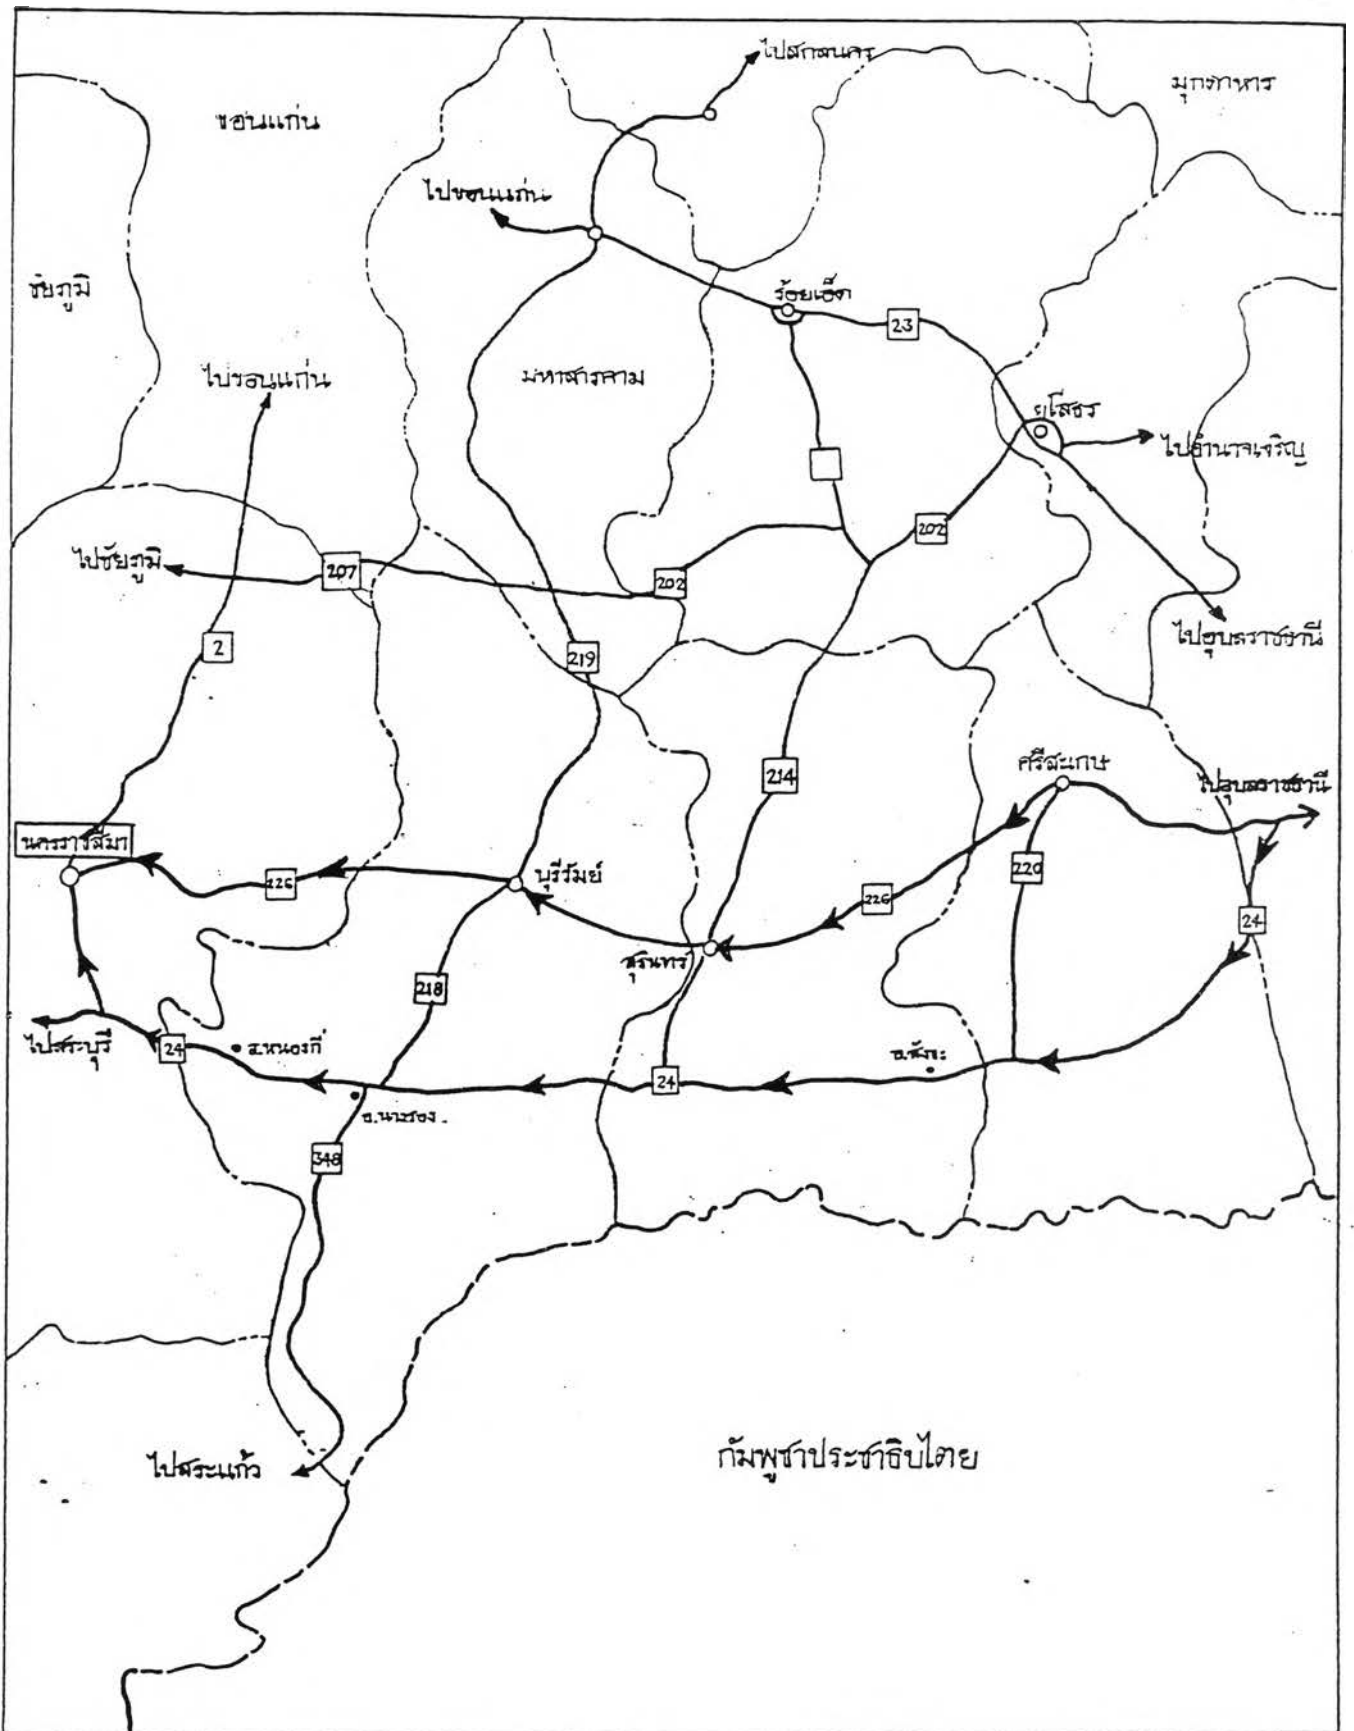 ไปสกลนคร
มุกดาหาร
ขอนแก่น
ไปขอนแก่น
ชัยภูมิ
ร้อยเอ็ด
23
ไปขอนแก่น
มหาสารคาม
ยโสธร
ไปอำนาจเจริญ
202
ไปชัยภูมิ
207
202
2
219
ไปอุบลราชธานี
214
ศรีสะเกษ
ไปอุบลราชธานี
นครราชสีมา
226
บุรีรัมย์
226
220
24
สุรินทร์
218
ไปสระบุรี
24
อ.หนองกี่
อ.สังขะ
24
อ.นางรอง
348
ไปสระแก้ว
กัมพูชาประชาธิปไตย